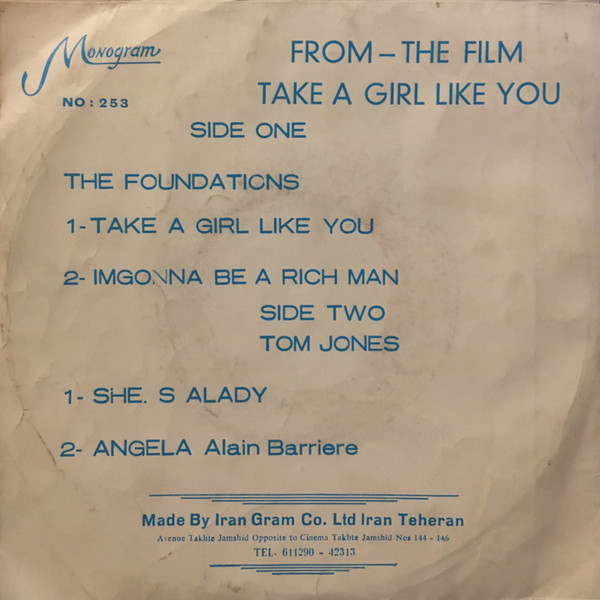 Monogram
NO: 253
FROM – THE FILM
TAKE A GIRL LIKE YOU
SIDE ONE
THE FOUNDATIONS
1- TAKE A GIRL LIKE YOU
2- IMGONNA BE A RICH MAN
SIDE TWO
TOM JONES
1- SHE. S ALADY
2- ANGELA Alain Barriere
Made By Iran Gram Co. Ltd Iran Teheran
Avenue Takhte Jamshid Opposite to Cinema Takhte Jamshid Nos 144 - 146
TEL. 611290 - 42313